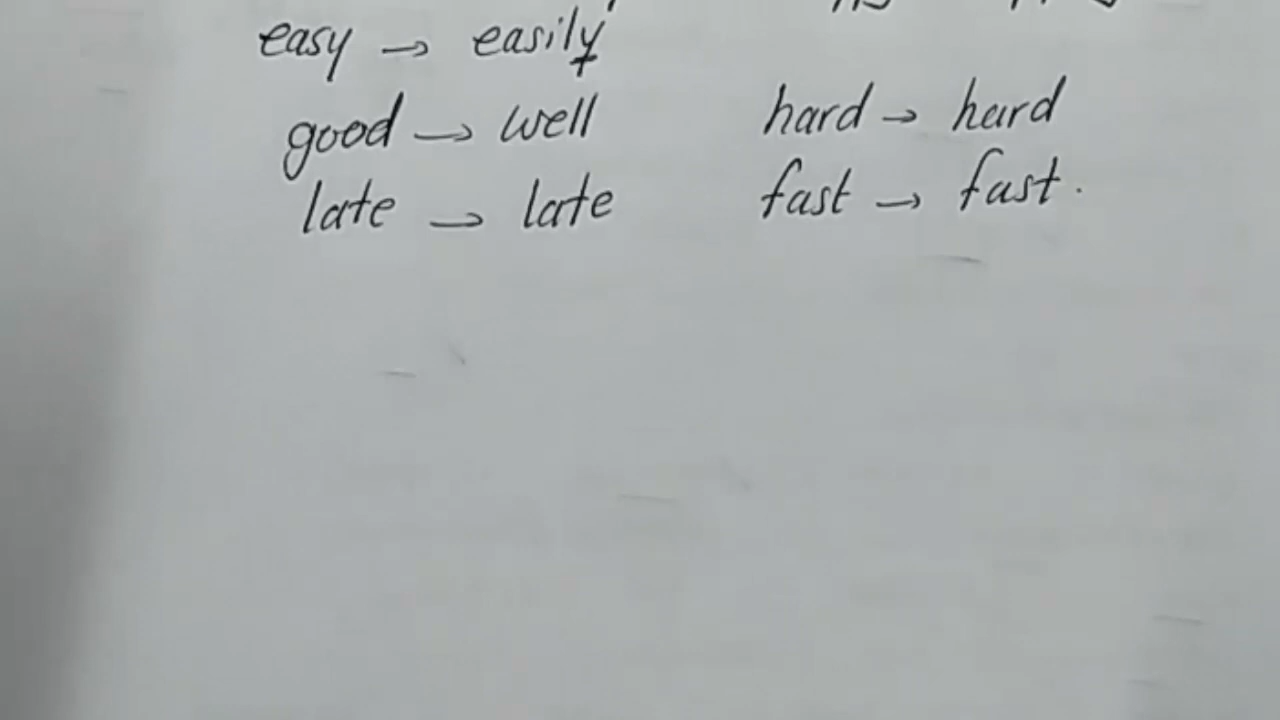 easy → easily
good → well
late → late
hard → hard
fast → fast.